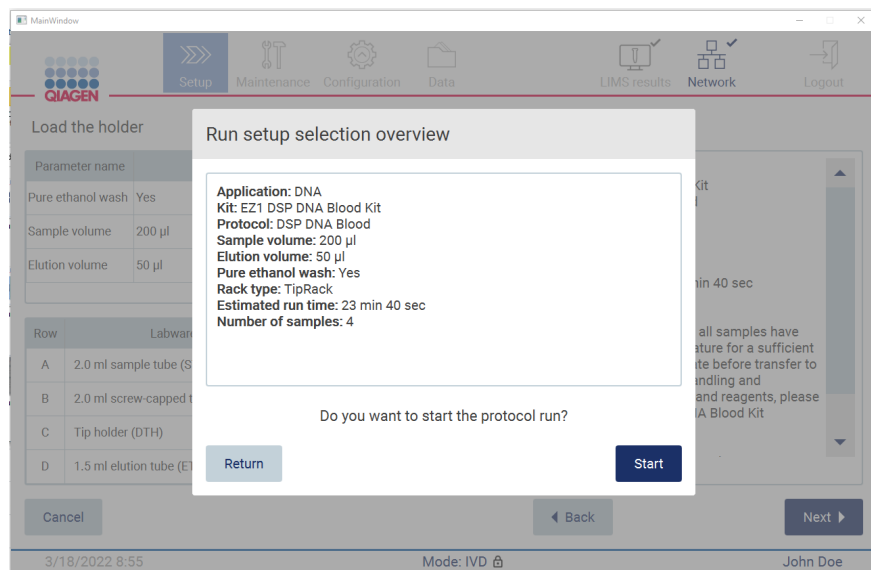 MainWindow
Setup
Maintenance
Configuration
Data
LIMS results
Network
Logout
QIAGEN
Load the holder
Parameter name
Pure ethanol wash Yes
Sample volume 200 µl
Elution volume 50 µl
Row Labware
A 2.0 ml sample tube (S
B 2.0 ml screw-capped t
C Tip holder (DTH)
D 1.5 ml elution tube (ET
Run setup selection overview
Application: DNA
Kit: EZ1 DSP DNA Blood Kit
Protocol: DSP DNA Blood
Sample volume: 200 µl
Elution volume: 50 µl
Pure ethanol wash: Yes
Rack type: TipRack
Estimated run time: 23 min 40 sec
Number of samples: 4
Do you want to start the protocol run?
Return
Start
Kit
in 40 sec
all samples have
ature for a sufficient
te before transfer to
andling and
and reagents, please
A Blood Kit
Cancel
Back
Next
3/18/2022 8:55
Mode: IVD
John Doe